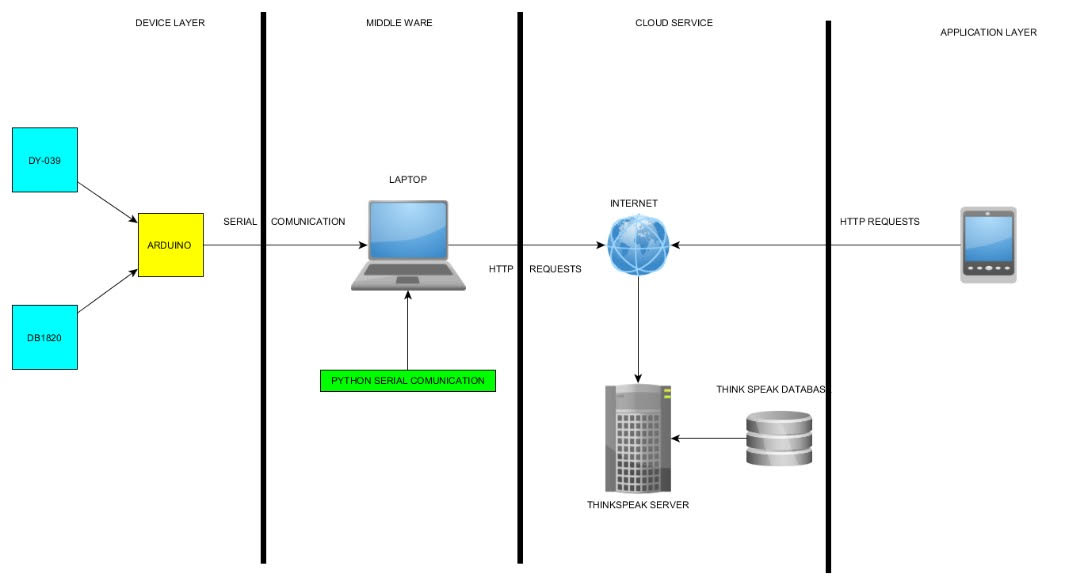 DEVICE LAYER
MIDDLE WARE
CLOUD SERVICE
APPLICATION LAYER
DY-039
LAPTOP
INTERNET
ARDUINO
SERIAL COMUNICATION
HTTP REQUESTS
HTTP REQUESTS
DB1820
PYTHON SERIAL COMUNICATION
THINK SPEAK DATABAS
THINKSPEAK SERVER